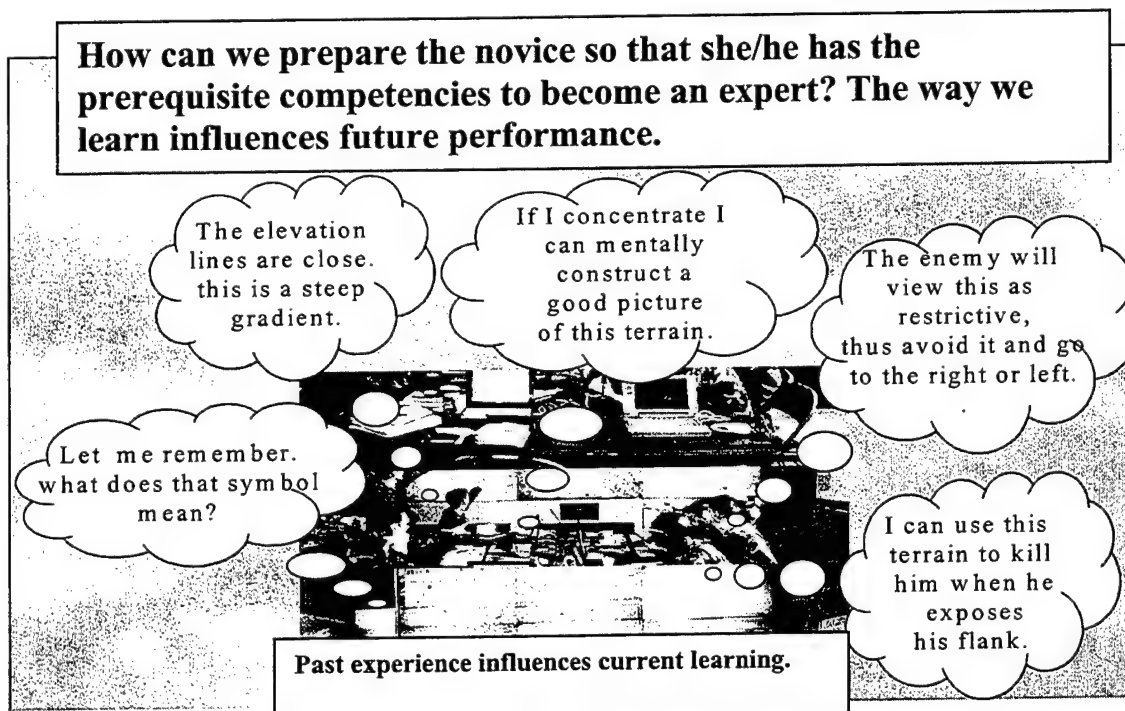 How can we prepare the novice so that she/he has the
prerequisite competencies to become an expert? The way we
learn influences future performance.
The elevation
lines are close.
this is a steep
gradient.
If I concentrate I
can mentally
construct a
good picture
of this terrain.
The enemy will
view this as
restrictive,
thus avoid it and go
to the right or left.
.
Let me remember.
what does that symbol
mean?
I can use this
terrain to kill
him when he
exposes
his flank.
Past experience influences current learning.